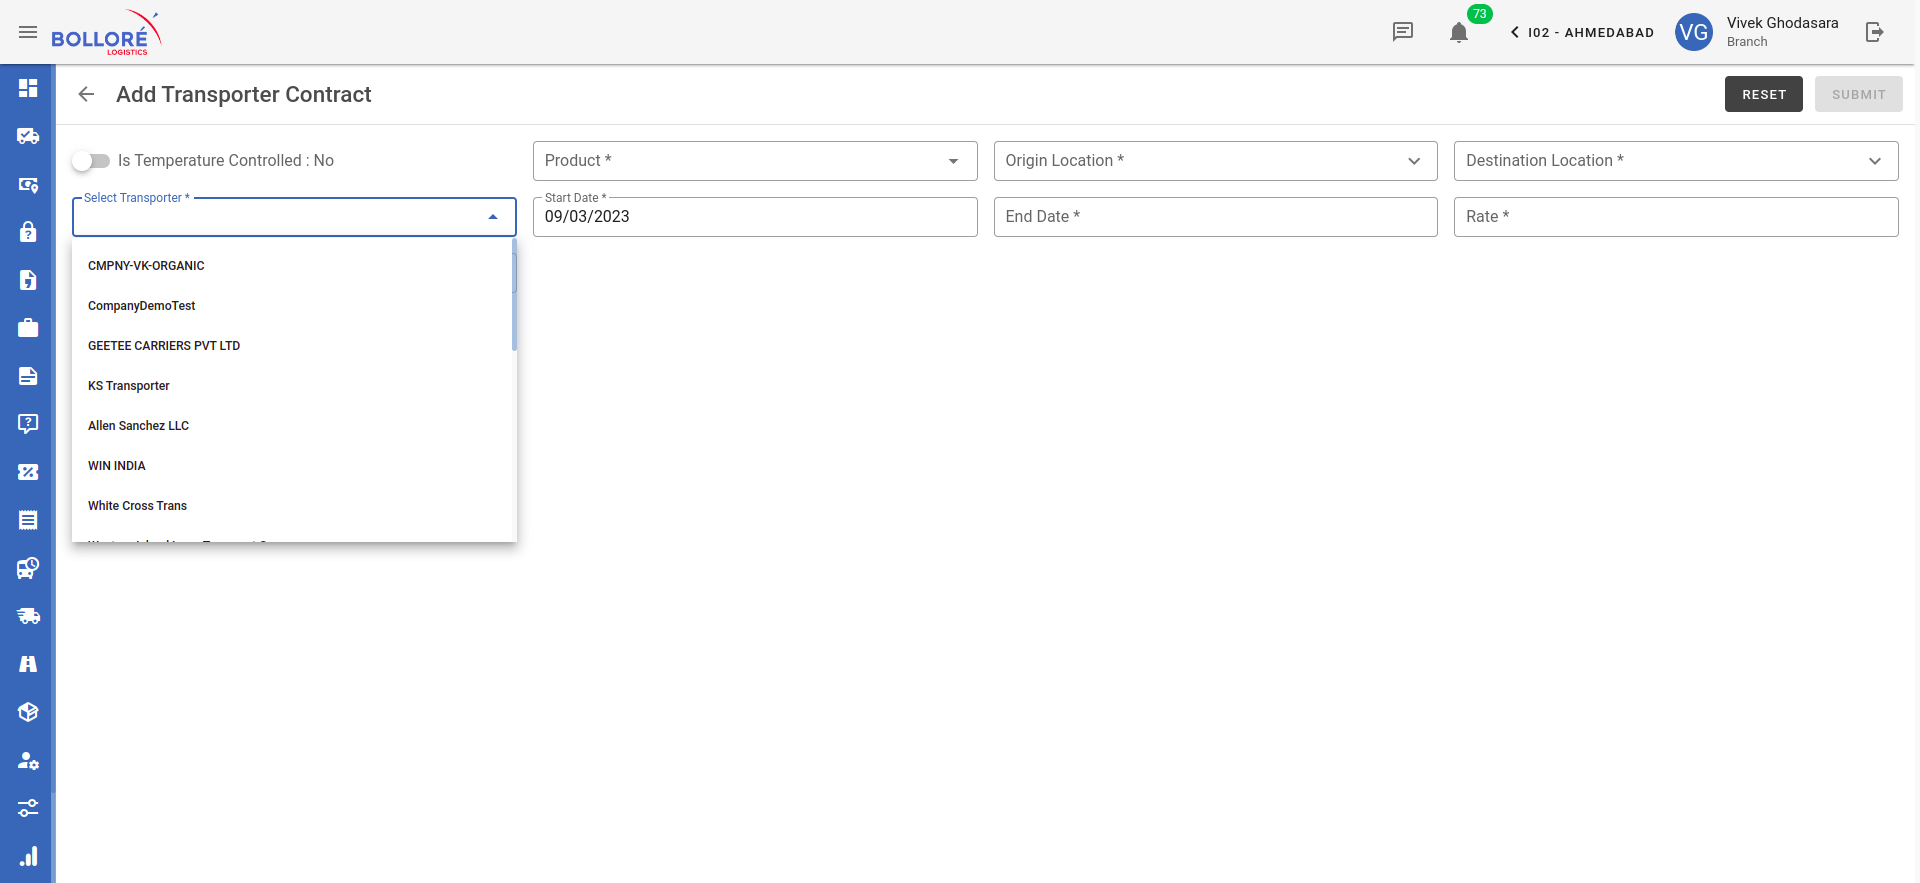 BOLLORÉ
LOGISTICS
73
I02 - AHMEDABAD
VG
Vivek Ghodasara
Branch
Add Transporter Contract
RESET
SUBMIT
Is Temperature Controlled : No
Product *
Origin Location *
Destination Location *
Select Transporter *
Start Date *
09/03/2023
End Date *
Rate *
CMPNY-VK-ORGANIC
CompanyDemoTest
GEETEE CARRIERS PVT LTD
KS Transporter
Allen Sanchez LLC
WIN INDIA
White Cross Trans